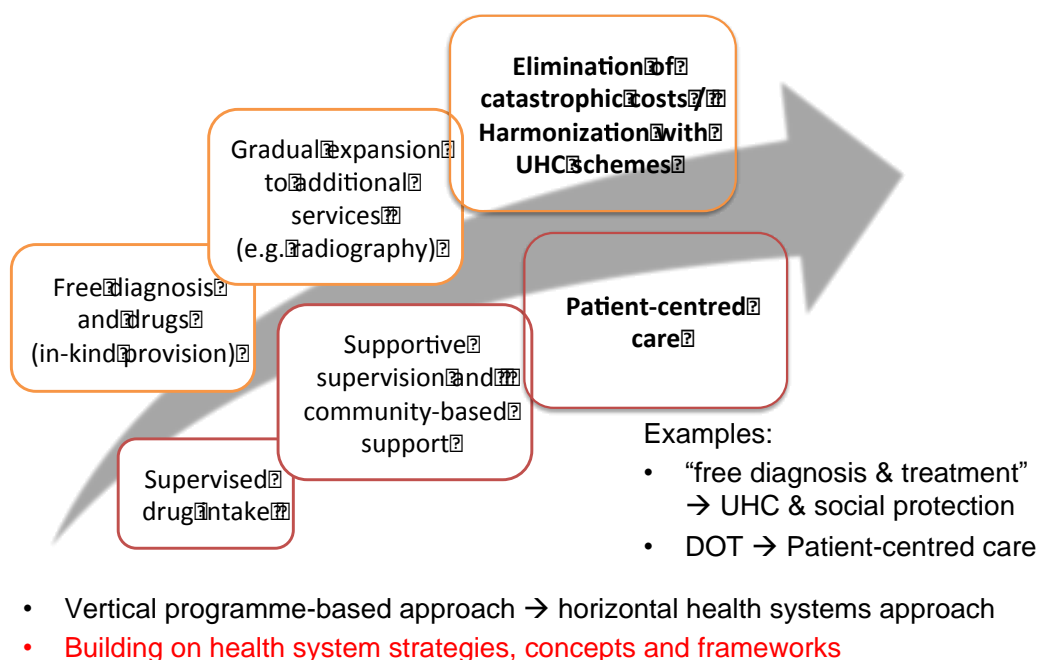 Elimination of
catastrophic costs /
Harmonization with
UHC schemes
Gradual expansion
to additional
services
(e.g. radiography)
Free diagnosis
and drugs
(in-kind provision)
Patient-centred
care
Supportive
supervision and
community-based
support
Supervised
drug intake
Examples:
• “free diagnosis & treatment”
→ UHC & social protection
• DOT → Patient-centred care
• Vertical programme-based approach → horizontal health systems approach
• Building on health system strategies, concepts and frameworks